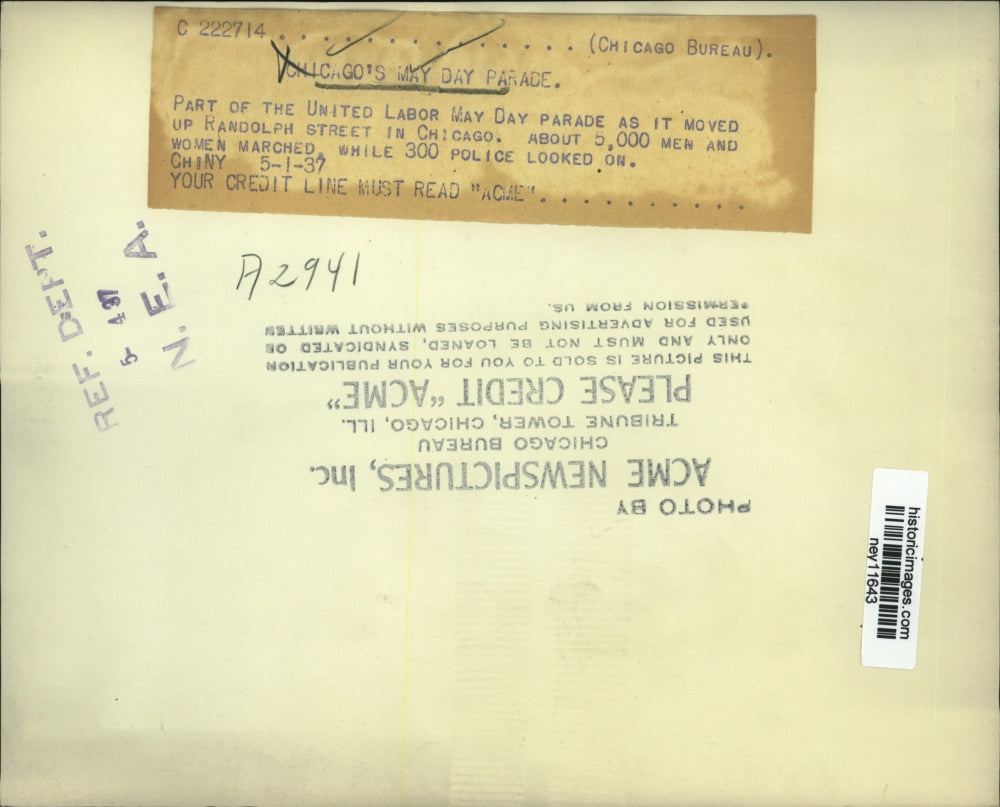 C 222714. . . . . . . . . . . . . . (CHICAGO BUREAU).
CHICAGO'S MAY DAY PARADE.
PART OF THE UNITED LABOR MAY DAY PARADE AS IT MOVED
UP RANDOLPH STREET IN CHICAGO. ABOUT 5,000 MEN AND
WOMEN MARCHED, WHILE 300 POLICE LOOKED ON.
CHINY 5-1-37
YOUR CREDIT LINE MUST READ "ACME". . . . . . . . . . .
REF. DEPT.
5- 4 37
N. E. A.
A2941
PHOTO BY
ACME NEWSPICTURES, Inc.
CHICAGO BUREAU
TRIBUNE TOWER, CHICAGO, ILL.
PLEASE CREDIT "ACME"
THIS PICTURE IS SOLD TO YOU FOR YOUR PUBLICATION
ONLY AND MUST NOT BE LOANED, SYNDICATED OR
USED FOR ADVERTISING PURPOSES WITHOUT WRITTEN
PERMISSION FROM US.
historicimages.com
ney11643